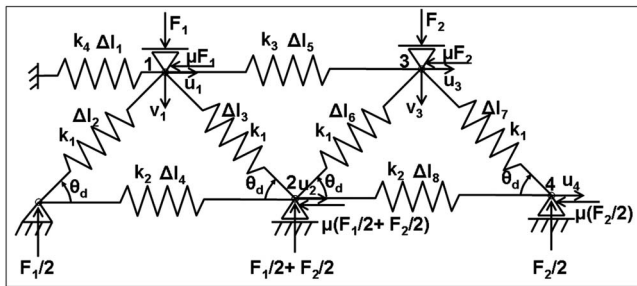 F₁ F₂
k₄ Δl₁ k₃ Δl₅
1 μF₁ 3 μF₂
u₁ u₃
v₁ v₃
Δl₂ Δl₃ Δl₆ Δl₇
k₁ k₁ k₁ k₁
θd k₂ Δl₄ θd 2 u₂ θd k₂ Δl₈ θd 4 u₄
μ(F₁/2+ F₂/2) μ(F₂/2)
F₁/2 F₁/2+ F₂/2 F₂/2